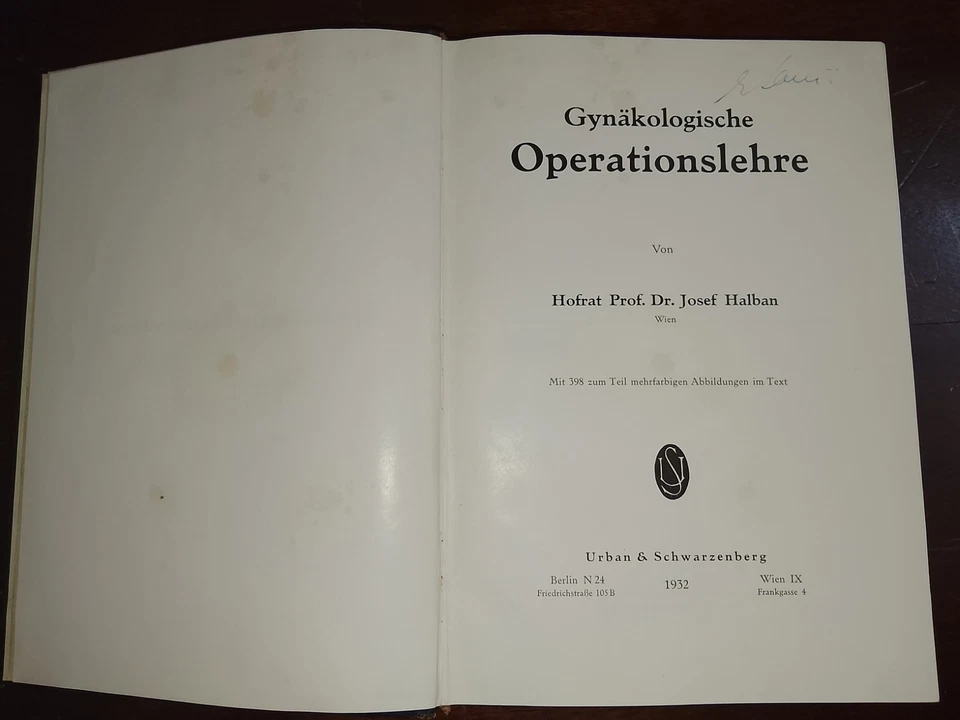 Gynäkologische
Operationslehre
Von
Hofrat Prof. Dr. Josef Halban
Wien
Mit 398 zum Teil mehrfarbigen Abbildungen im Text
US
Urban & Schwarzenberg
Berlin N 24
Friedrichstraße 105 B
1932
Wien IX
Frankgasse 4